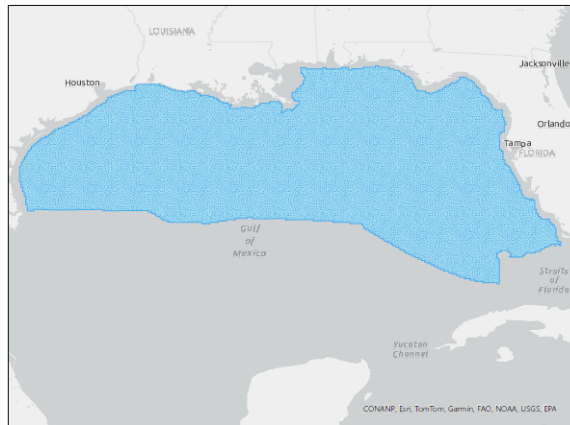 LOUISIANA
Jacksonville
Houston
Orlando
Tampa
FLORIDA
Gulf
of
Mexico
Straits
of
Florida
Yucatan
Channel
CONANP, Esri, TomTom, Garmin, FAO, NOAA, USGS, EPA